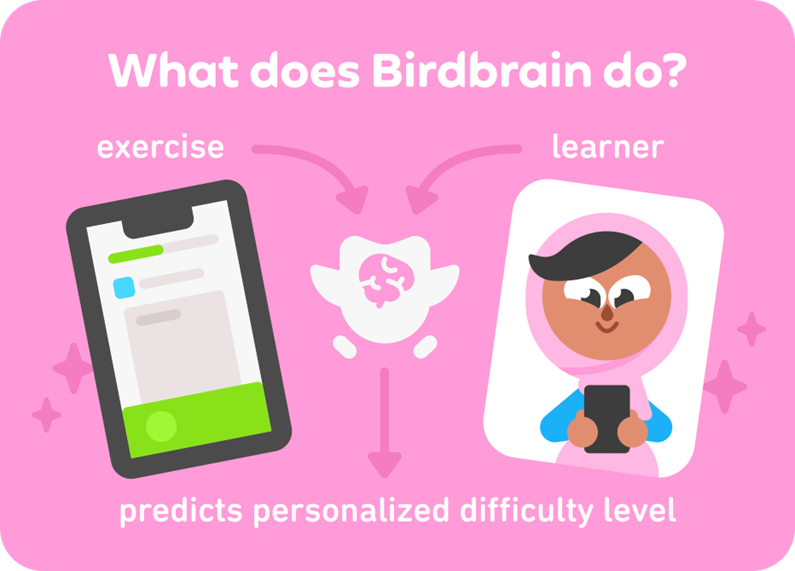 What does Birdbrain do?
exercise
learner
predicts personalized difficulty level